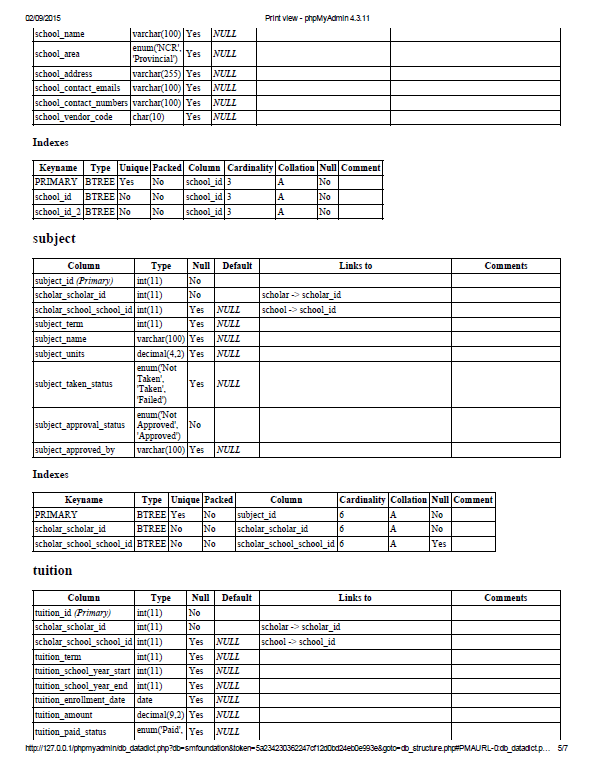 02/09/2015 Print view - phpMyAdmin 4.3.11
school_name varchar(100) Yes NULL
school_area enum('NCR', 'Provincial') Yes NULL
school_address varchar(255) Yes NULL
school_contact_emails varchar(100) Yes NULL
school_contact_numbers varchar(100) Yes NULL
school_vendor_code char(10) Yes NULL
Indexes
Keyname Type Unique Packed Column Cardinality Collation Null Comment
PRIMARY BTREE Yes No school_id 3 A No
school_id BTREE No No school_id 3 A No
school_id_2 BTREE No No school_id 3 A No
subject
Column Type Null Default Links to Comments
subject_id (Primary) int(11) No
scholar_scholar_id int(11) No scholar -> scholar_id
scholar_school_school_id int(11) Yes NULL school -> school_id
subject_term int(11) Yes NULL
subject_name varchar(100) Yes NULL
subject_units decimal(4,2) Yes NULL
subject_taken_status enum('Not Taken', 'Taken', 'Failed') Yes NULL
subject_approval_status enum('Not Approved', 'Approved') No
subject_approved_by varchar(100) Yes NULL
Indexes
Keyname Type Unique Packed Column Cardinality Collation Null Comment
PRIMARY BTREE Yes No subject_id 6 A No
scholar_scholar_id BTREE No No scholar_scholar_id 6 A No
scholar_school_school_id BTREE No No scholar_school_school_id 6 A Yes
tuition
Column Type Null Default Links to Comments
tuition_id (Primary) int(11) No
scholar_scholar_id int(11) No scholar -> scholar_id
scholar_school_school_id int(11) Yes NULL school -> school_id
tuition_term int(11) Yes NULL
tuition_school_year_start int(11) Yes NULL
tuition_school_year_end int(11) Yes NULL
tuition_enrollment_date date Yes NULL
tuition_amount decimal(9,2) Yes NULL
tuition_paid_status enum('Paid', Yes NULL
http://127.0.0.1/phpmyadmin/db_datadict.php?db=smfoundation&token=5a234230362247cf12d0bd24eb0e993e&goto=db_structure.php#PMAURL-0:db_datadict.p... 5/7